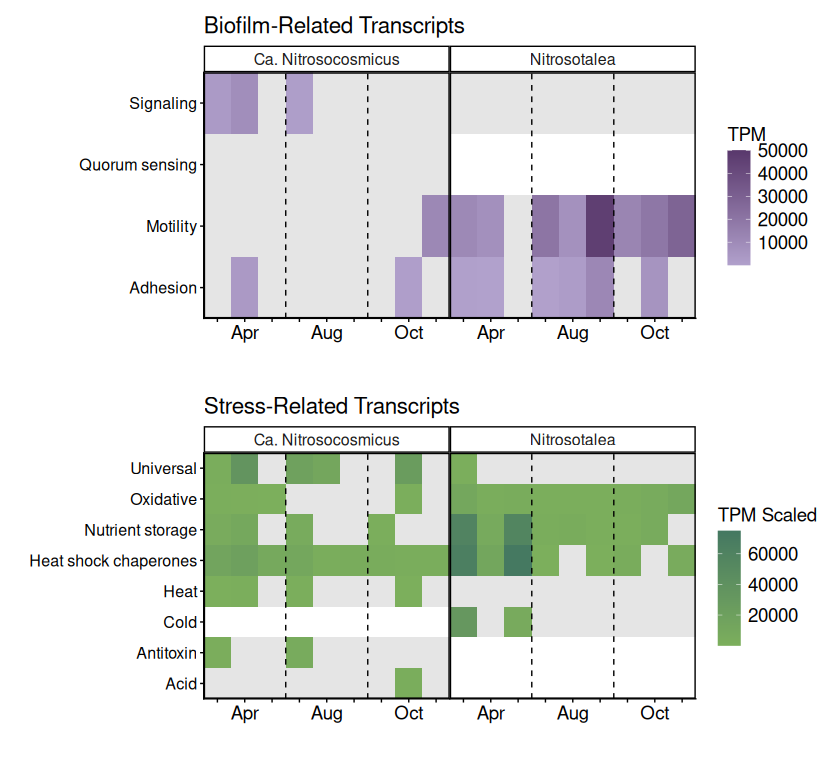 Biofilm-Related Transcripts
Ca. Nitrosocosmicus
Nitrosotalea
Signaling
Quorum sensing
Motility
Adhesion
Apr
Aug
Oct
Apr
Aug
Oct
TPM
50000
40000
30000
20000
10000
Stress-Related Transcripts
Ca. Nitrosocosmicus
Nitrosotalea
Universal
Oxidative
Nutrient storage
Heat shock chaperones
Heat
Cold
Antitoxin
Acid
Apr
Aug
Oct
Apr
Aug
Oct
TPM Scaled
60000
40000
20000